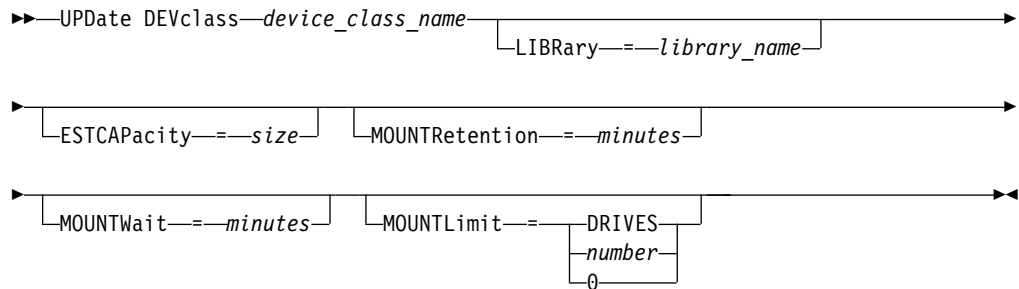 UPDate DEVclass device_class_name
LIBRary = library_name
ESTCAPacity = size MOUNTRetention = minutes
MOUNTWait = minutes MOUNTLimit = DRIVES
number
0